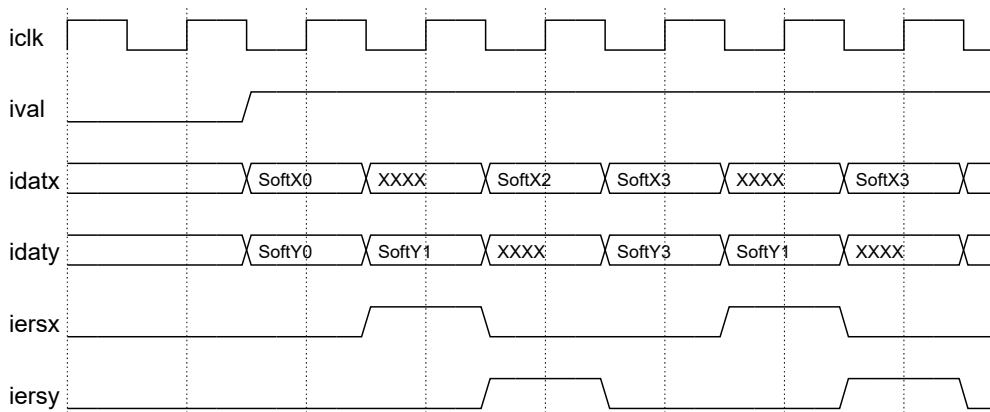 iclk
ival
idatx SoftX0 XXXX SoftX2 SoftX3 XXXX SoftX3
idaty SoftY0 SoftY1 XXXX SoftY3 SoftY1 XXXX
iersx
iersy